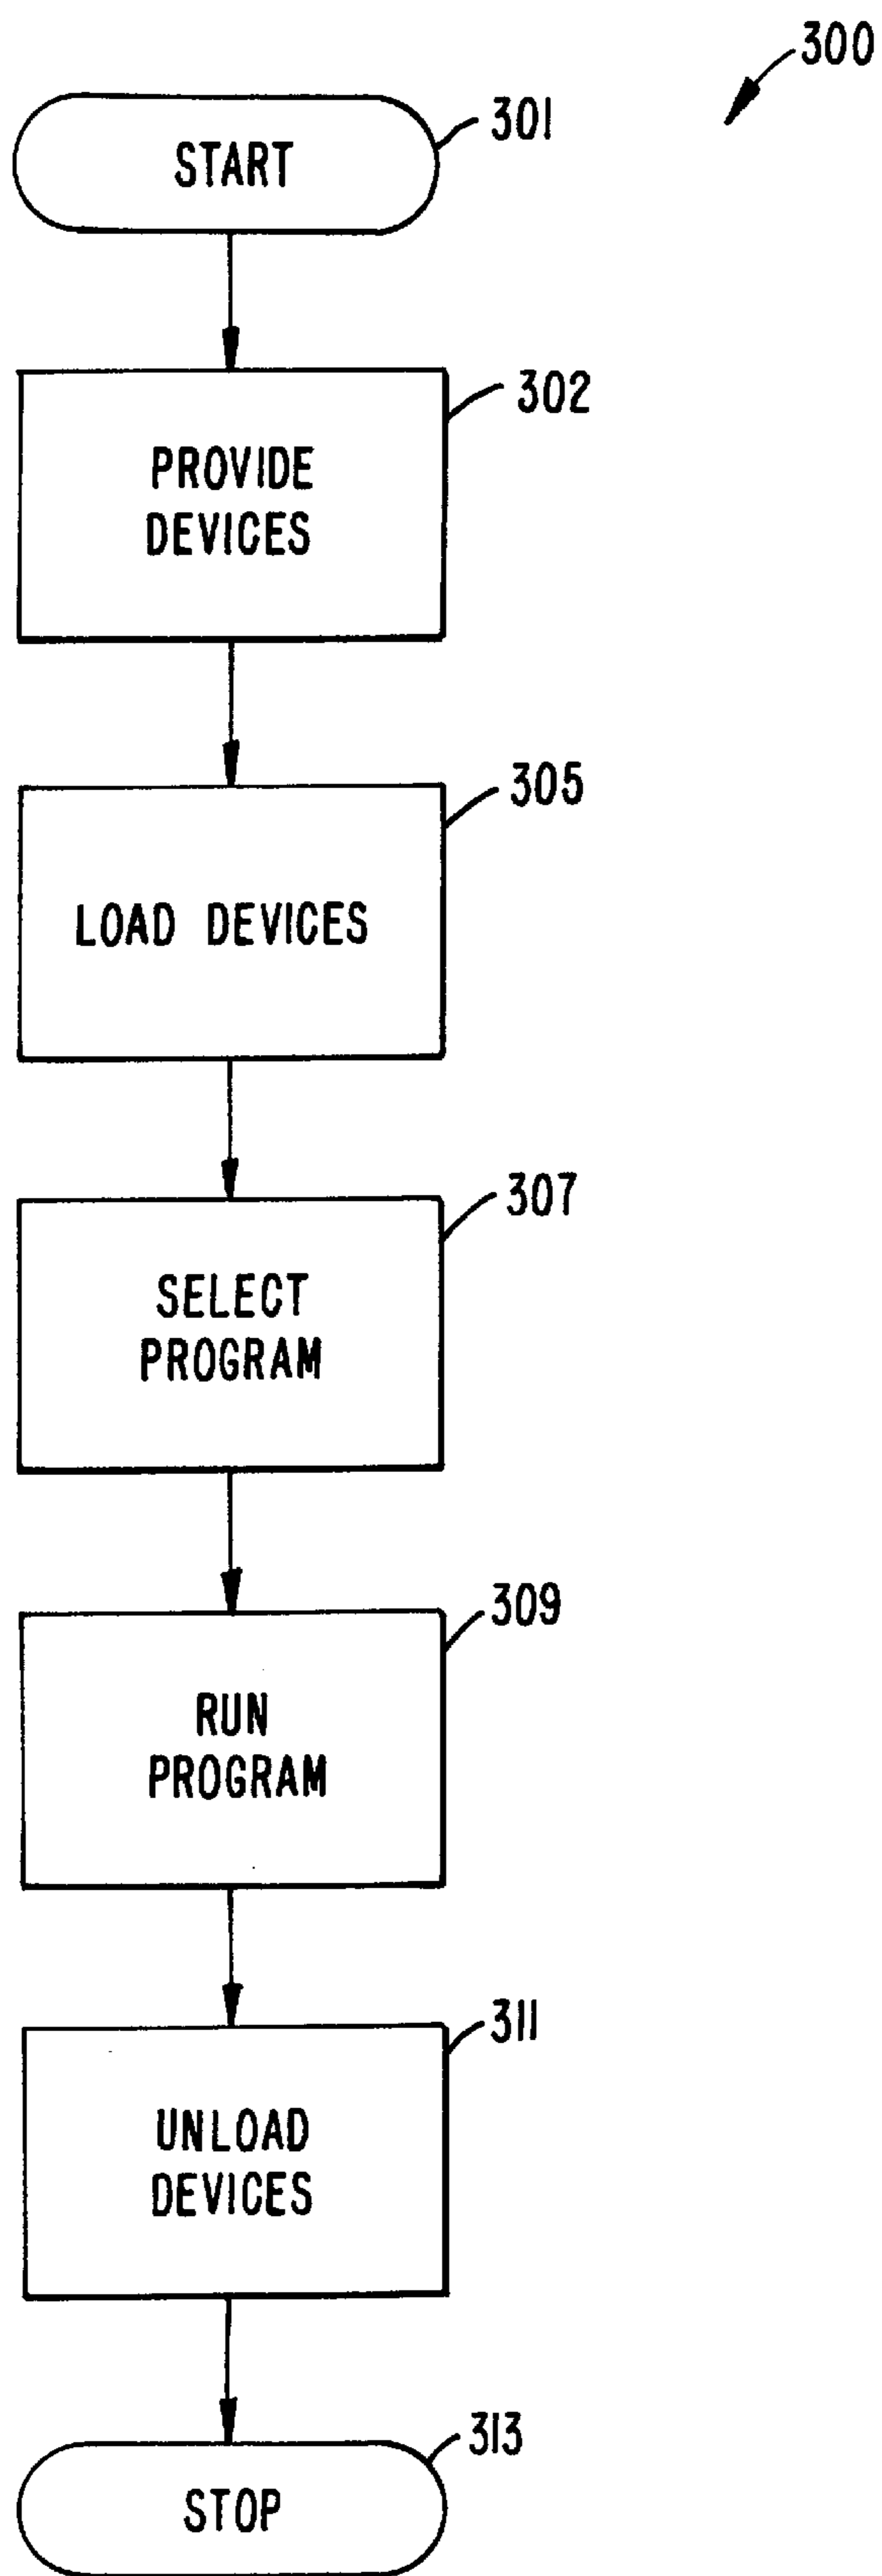 300
301
START
302
PROVIDE
DEVICES
305
LOAD DEVICES
307
SELECT
PROGRAM
309
RUN
PROGRAM
311
UNLOAD
DEVICES
313
STOP